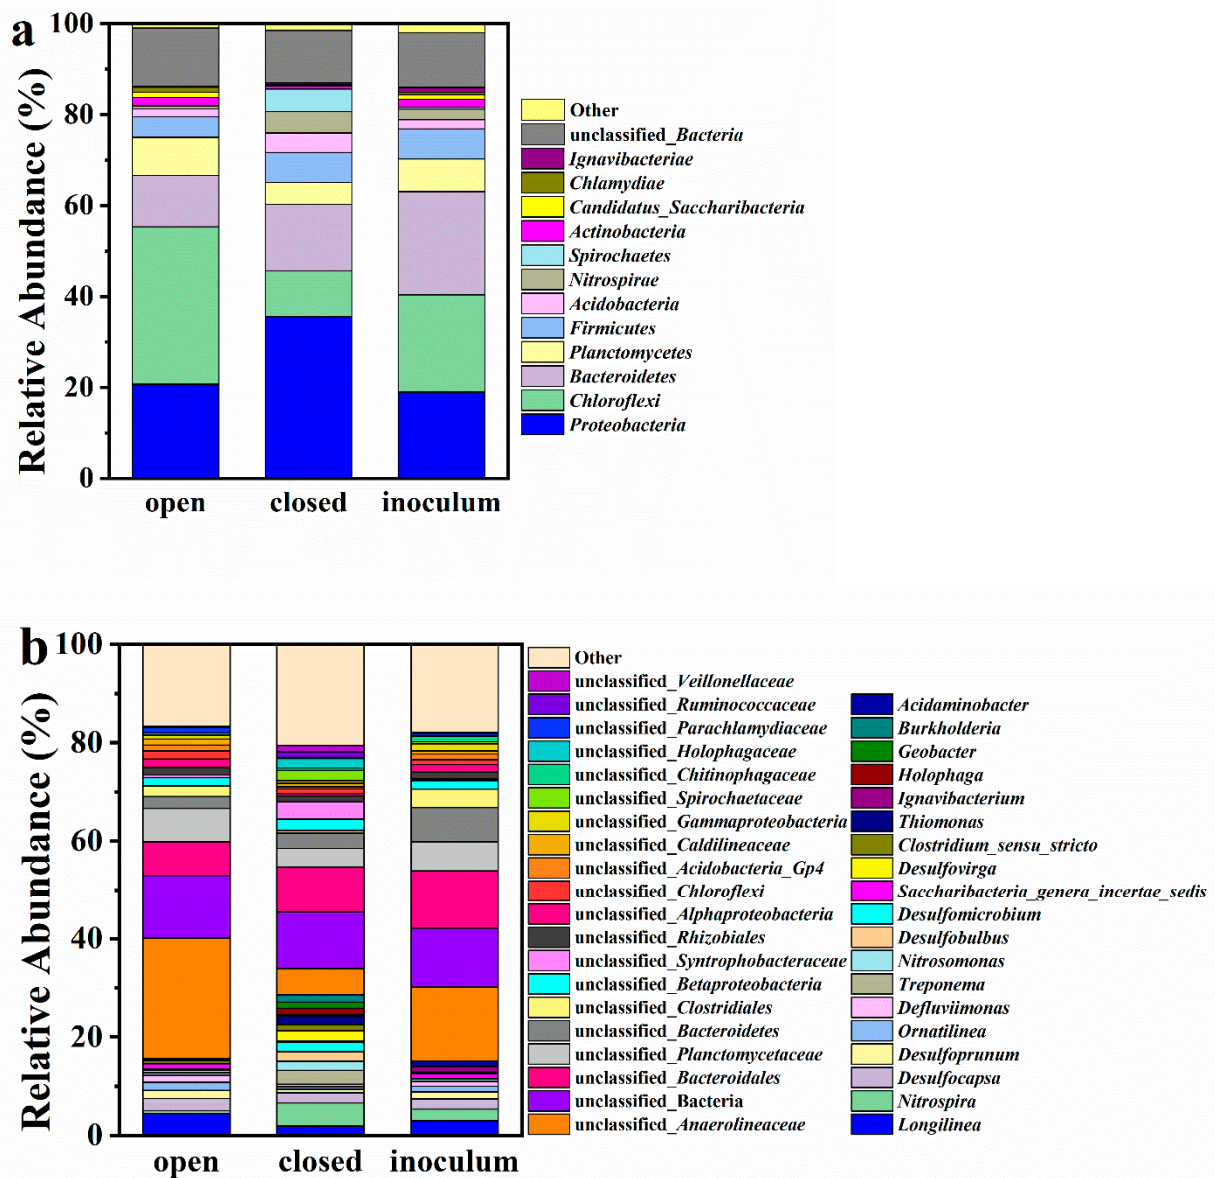 a
Relative Abundance (%)
100
80
60
40
20
0
open closed inoculum
Other
unclassified_Bacteria
Ignavibacteriae
Chlamydiae
Candidatus_Saccharibacteria
Actinobacteria
Spirochaetes
Nitrospirae
Acidobacteria
Firmicutes
Planctomycetes
Bacteroidetes
Chloroflexi
Proteobacteria
b
Relative Abundance (%)
100
80
60
40
20
0
open closed inoculum
Other
unclassified_Veillonellaceae
unclassified_Ruminococcaceae
unclassified_Parachlamydiaceae
unclassified_Holophagaceae
unclassified_Chitinophagaceae
unclassified_Spirochaetaceae
unclassified_Gammaproteobacteria
unclassified_Caldilineaceae
unclassified_Acidobacteria_Gp4
unclassified_Chloroflexi
unclassified_Alphaproteobacteria
unclassified_Rhizobiales
unclassified_Syntrophobacteraceae
unclassified_Betaproteobacteria
unclassified_Clostridiales
unclassified_Bacteroidetes
unclassified_Planctomycetaceae
unclassified_Bacteroidales
unclassified_Bacteria
unclassified_Anaerolineaceae
Acidaminobacter
Burkholderia
Geobacter
Holophaga
Ignavibacterium
Thiomonas
Clostridium_sensu_stricto
Desulfovirga
Saccharibacteria_genera_incertae_sedis
Desulfomicrobium
Desulfobulbus
Nitrosomonas
Treponema
Defluviimonas
Ornatilinea
Desulfoprunum
Desulfocapsa
Nitrospira
Longilinea